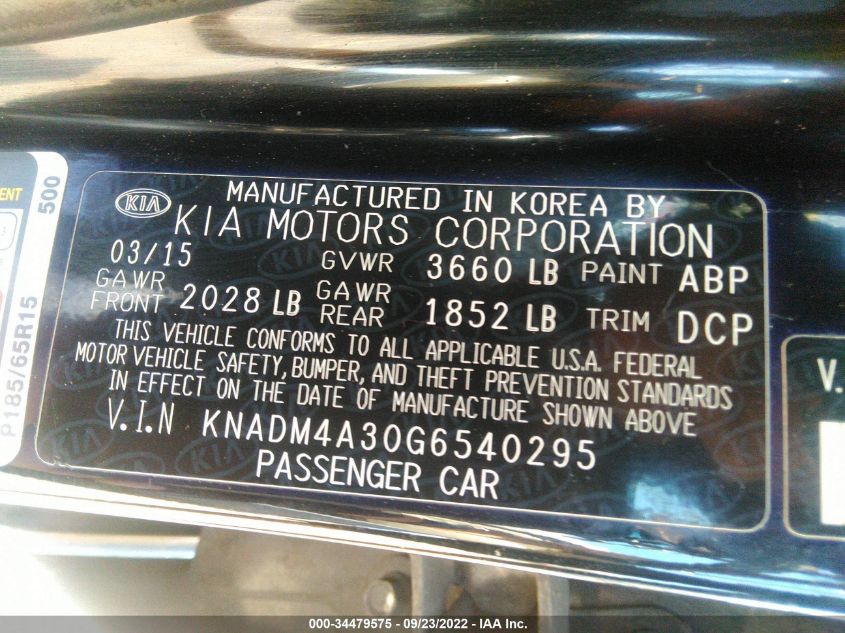 MANUFACTURED IN KOREA BY
KIA KIA MOTORS CORPORATION
03/15 GVWR 3660 LB PAINT ABP
GAWR FRONT 2028 LB GAWR REAR 1852 LB TRIM DCP
THIS VEHICLE CONFORMS TO ALL APPLICABLE U.S.A. FEDERAL
MOTOR VEHICLE SAFETY, BUMPER, AND THEFT PREVENTION STANDARDS
IN EFFECT ON THE DATE OF MANUFACTURE SHOWN ABOVE
V.I.N KNADM4A30G6540295
PASSENGER CAR
P185/65R15 500
V.
000-34479575 - 09/23/2022 - IAA Inc.